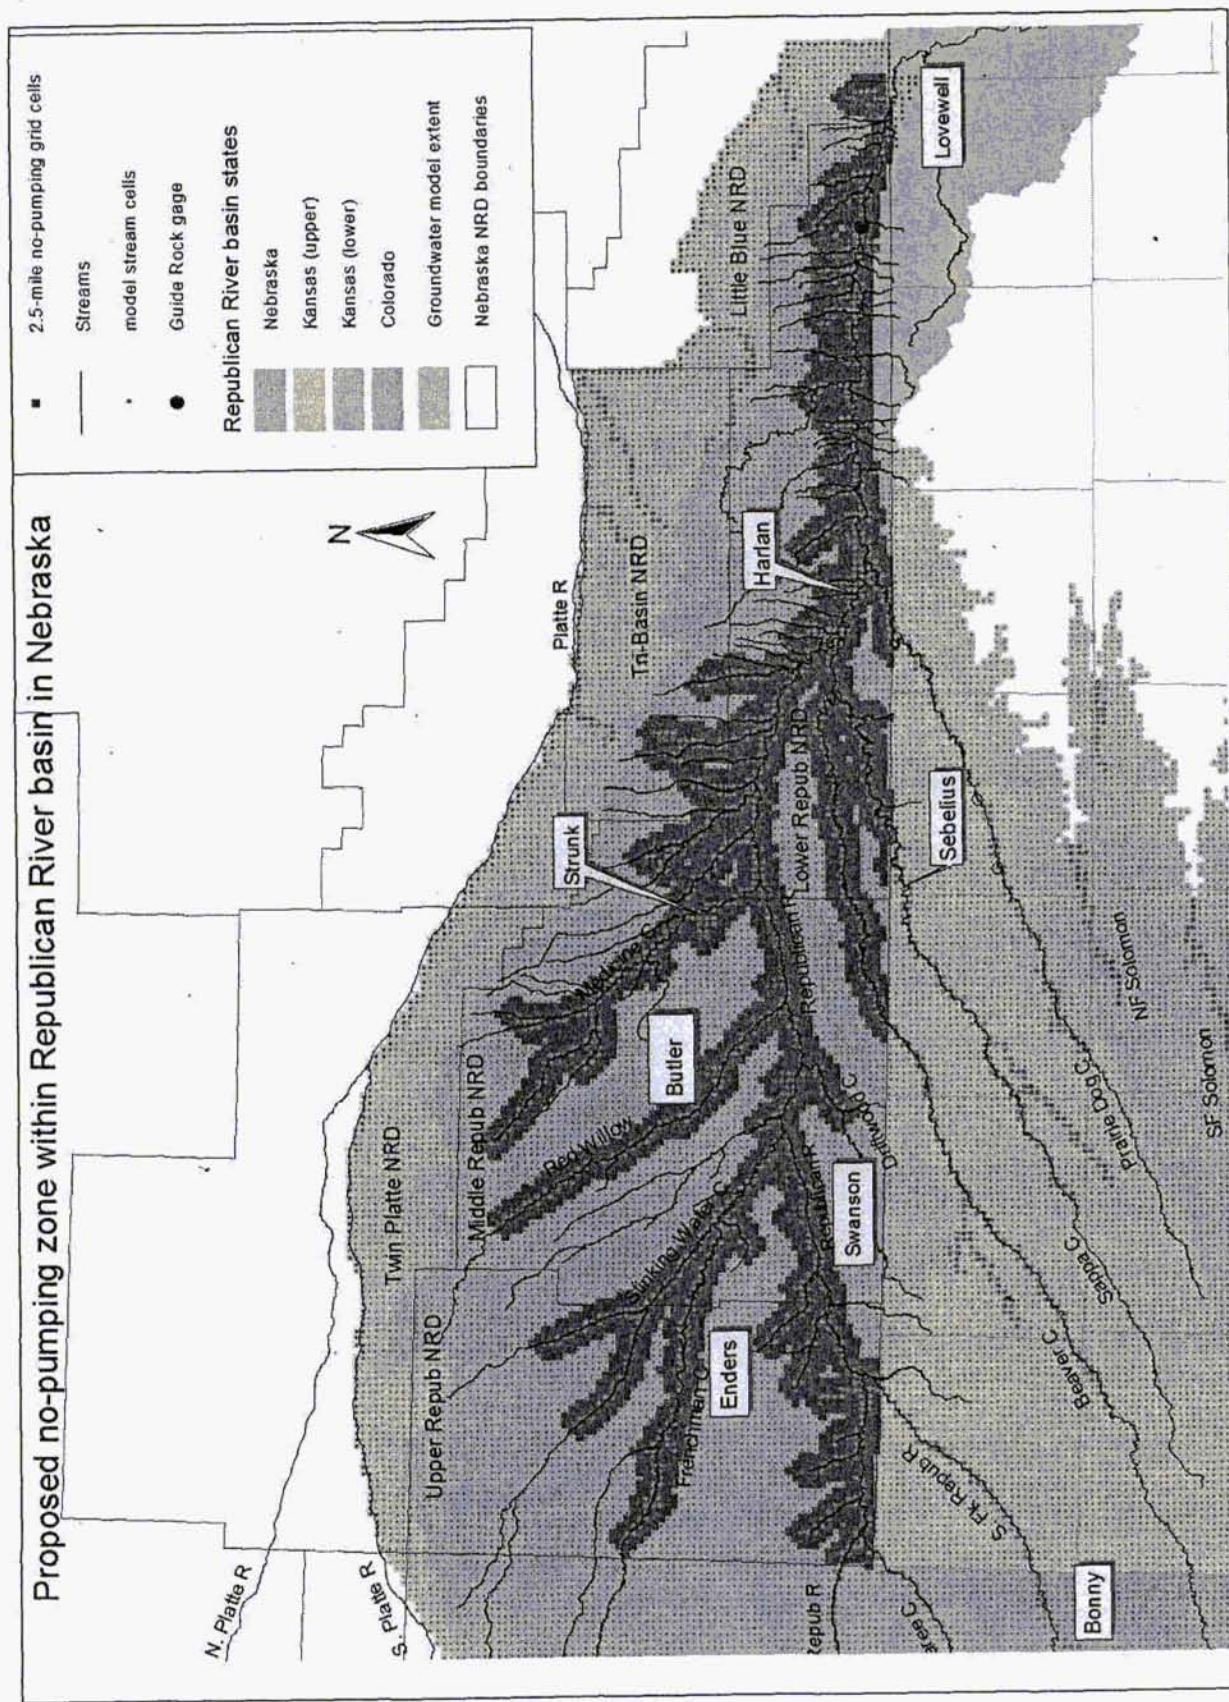 Proposed no-pumping zone within Republican River basin in Nebraska
2.5-mile no-pumping grid cells
Streams
model stream cells
Guide Rock gage
Republican River basin states
Nebraska
Kansas (upper)
Kansas (lower)
Colorado
Groundwater model extent
Nebraska NRD boundaries
N
N. Platte R
S. Platte R
Platte R
Twin Platte NRD
Upper Repub NRD
Middle Repub NRD
Tri-Basin NRD
Little Blue NRD
Lower Repub NRD
Medicine C
Red Willow
Stinking Water C
Frenchman C
Republican R
Republican R
Driftwood C
Strunk
Harlan
Lovewell
Butler
Swanson
Enders
Sebelius
Bonny
epub R
ree C
S. Fk Repub R
Beaver C
Sappa C
Prairie Dog C
NF Solomon
SF Solomon